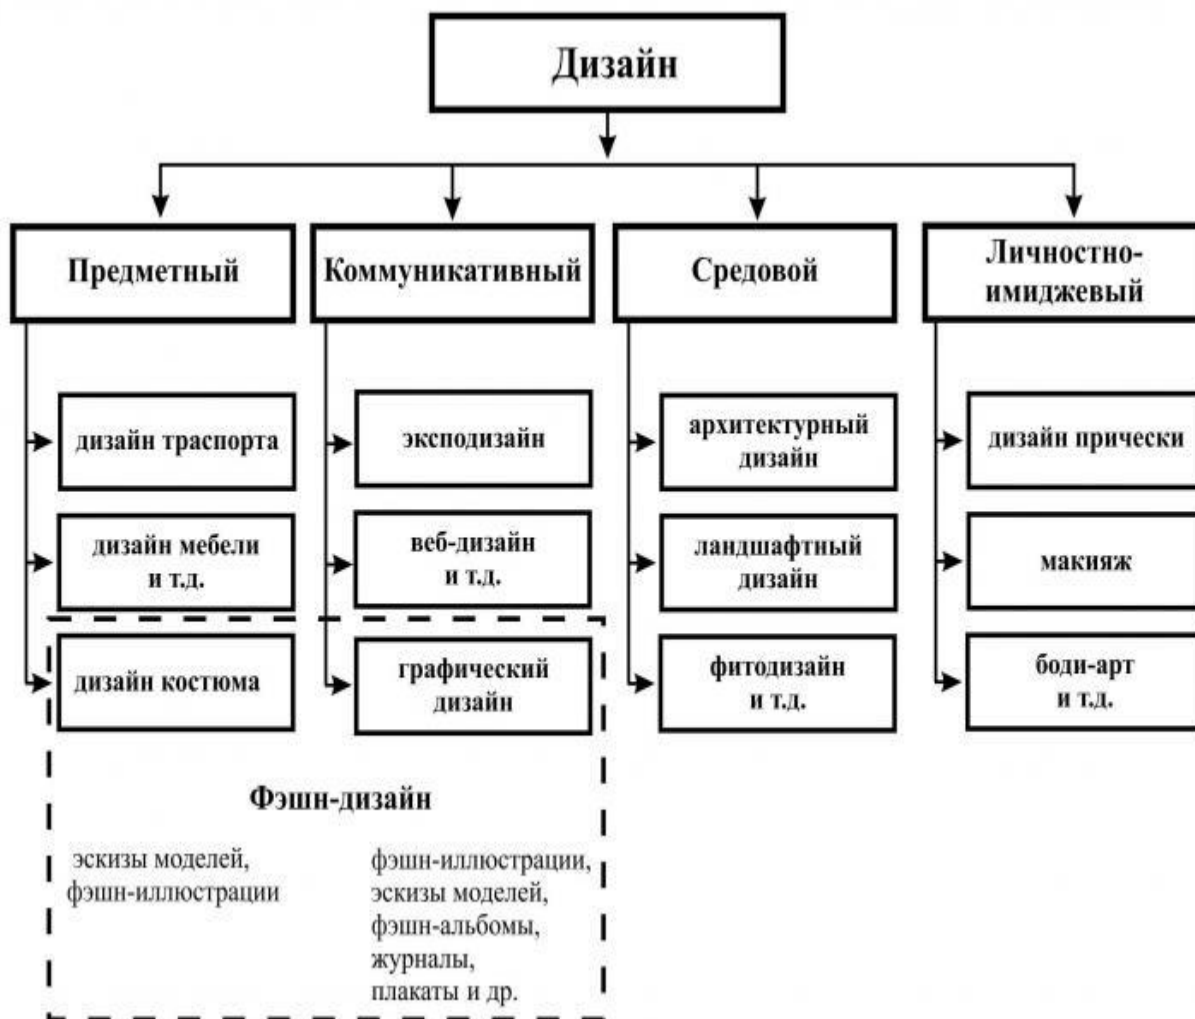 Дизайн
Предметный
Коммуникативный
Средовой
Личностно-
имиджевый
дизайн траспорта
эксподизайн
архитектурный
дизайн
дизайн прически
дизайн мебели
и т.д.
веб-дизайн
и т.д.
ландшафтный
дизайн
макияж
дизайн костюма
графический
дизайн
фитодизайн
и т.д.
боди-арт
и т.д.
Фэшн-дизайн
эскизы моделей,
фэшн-иллюстрации
фэшн-иллюстрации,
эскизы моделей,
фэшн-альбомы,
журналы,
плакаты и др.